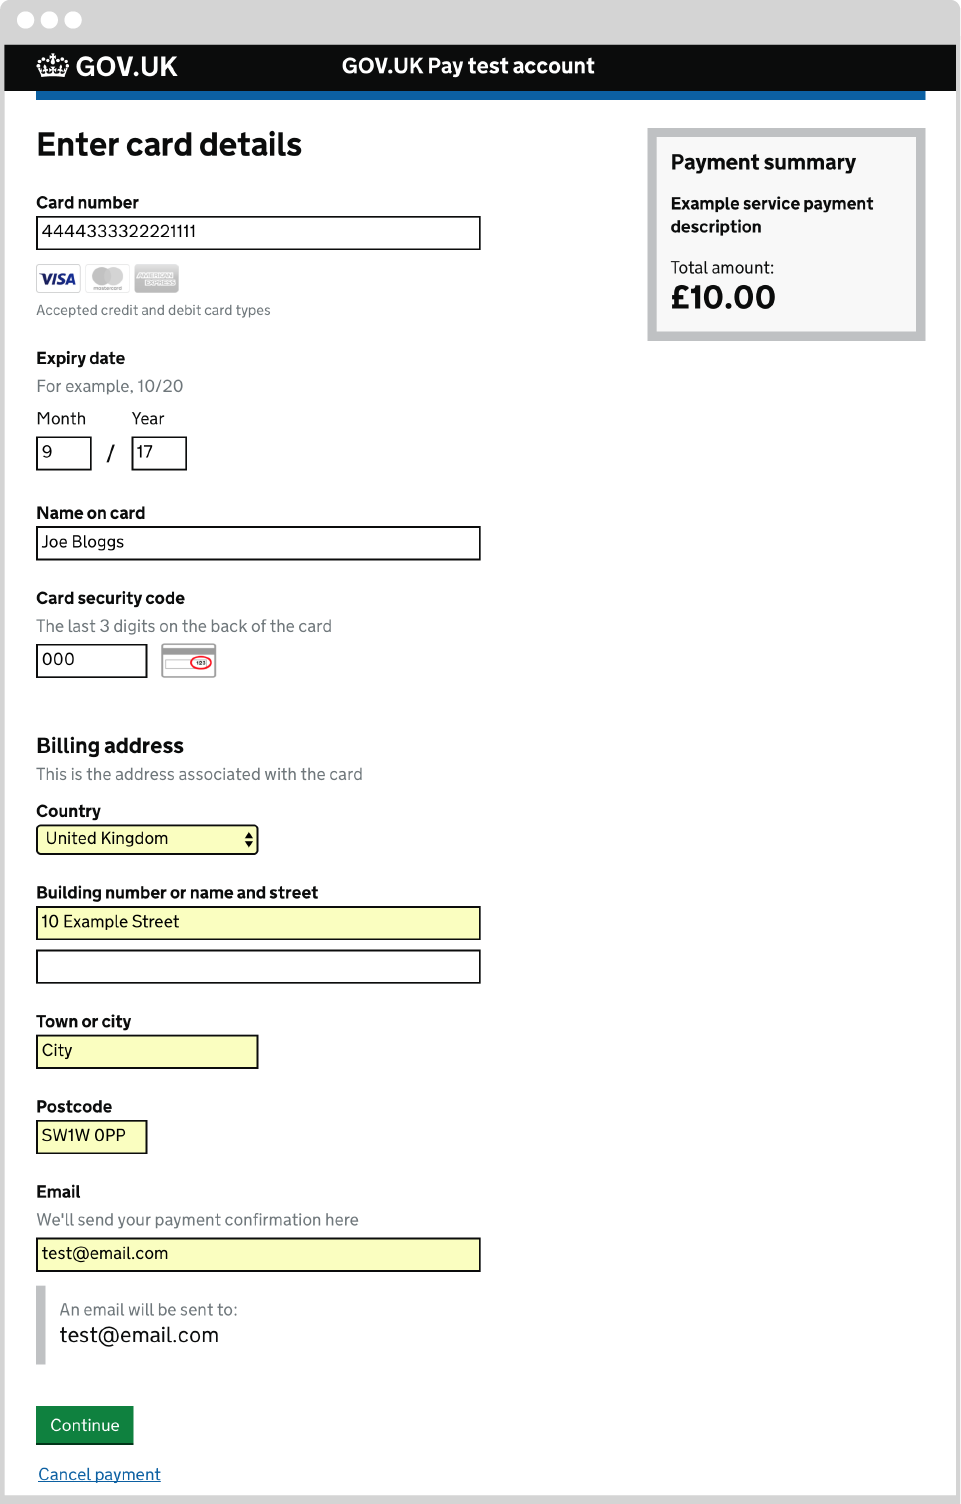 GOV.UK
GOV.UK Pay test account
Enter card details
Card number
4444333322221111
VISA mastercard AMERICAN EXPRESS
Accepted credit and debit card types
Expiry date
For example, 10/20
Month Year
9 / 17
Name on card
Joe Bloggs
Card security code
The last 3 digits on the back of the card
000 123
Billing address
This is the address associated with the card
Country
United Kingdom
Building number or name and street
10 Example Street
Town or city
City
Postcode
SW1W 0PP
Email
We'll send your payment confirmation here
test@email.com
An email will be sent to:
test@email.com
Continue
Cancel payment
Payment summary
Example service payment
description
Total amount:
£10.00